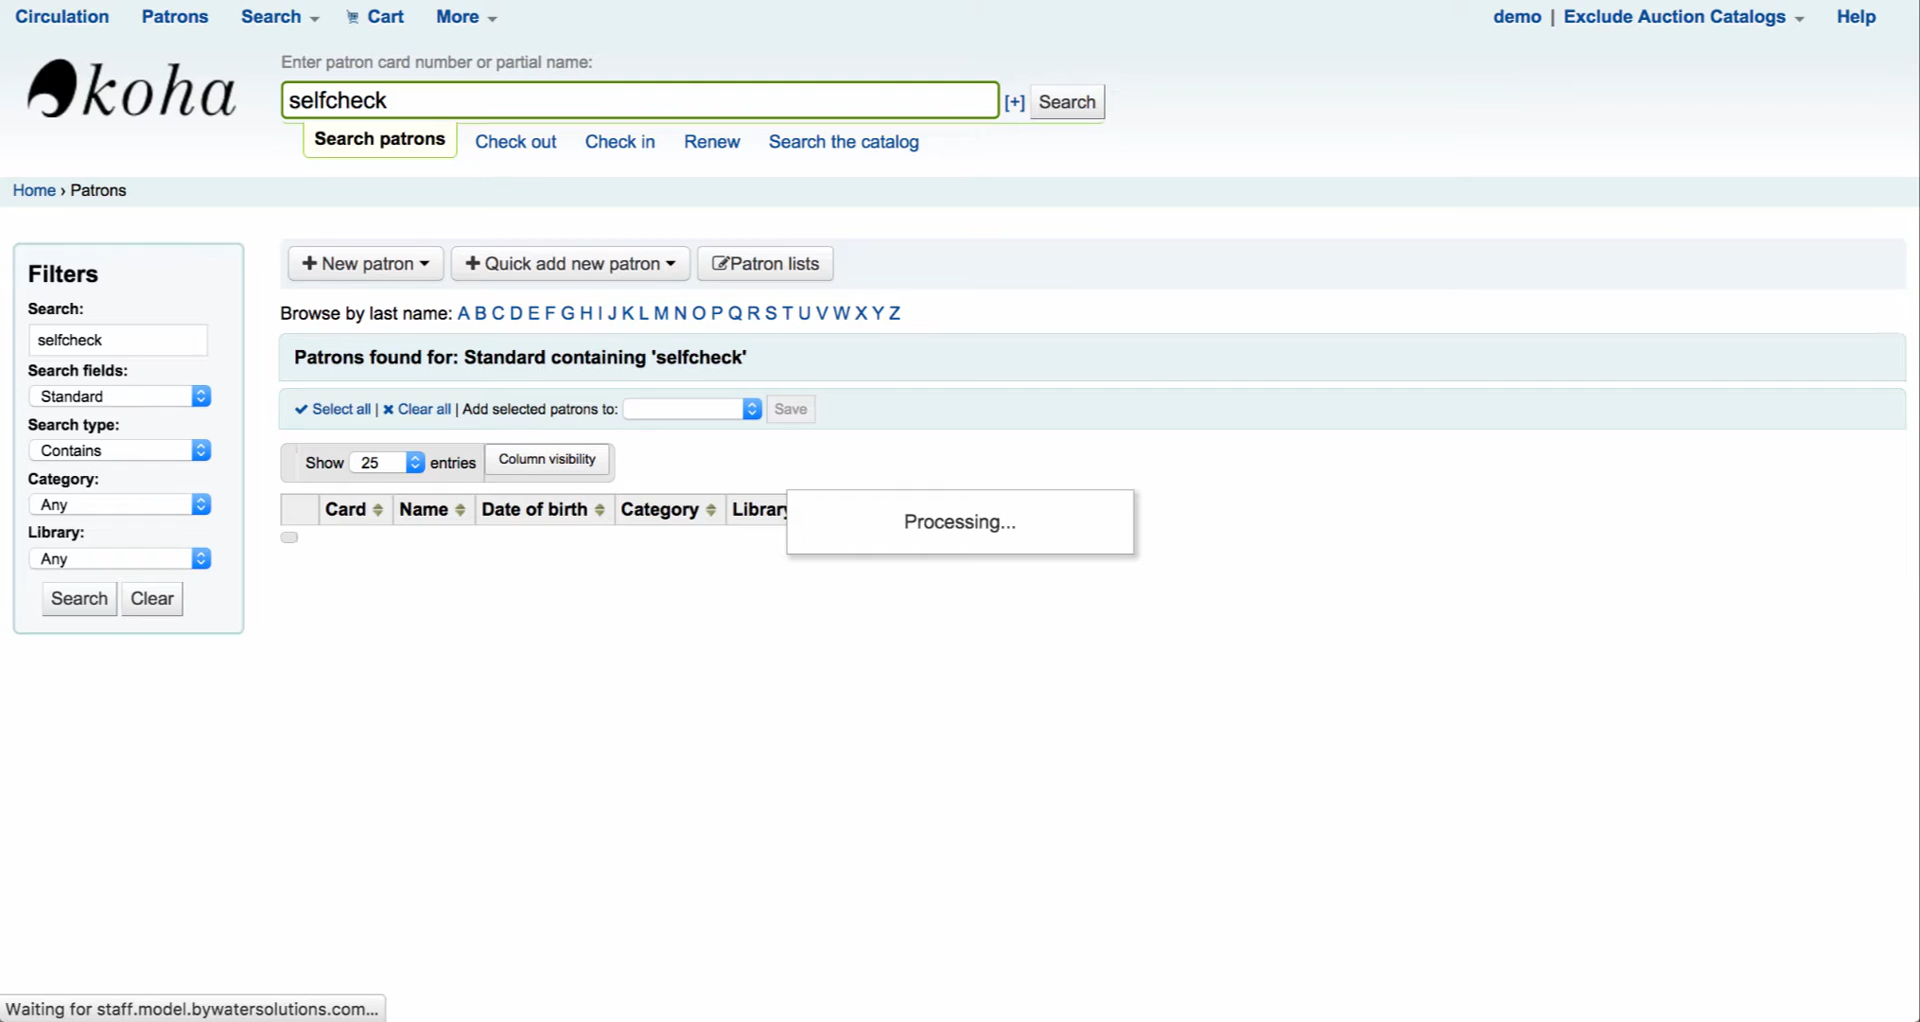 Circulation Patrons Search Cart More demo | Exclude Auction Catalogs Help
koha
Enter patron card number or partial name:
selfcheck [+] Search
Search patrons Check out Check in Renew Search the catalog
Home › Patrons
Filters
Search:
selfcheck
Search fields:
Standard
Search type:
Contains
Category:
Any
Library:
Any
Search Clear
New patron Quick add new patron Patron lists
Browse by last name: A B C D E F G H I J K L M N O P Q R S T U V W X Y Z
Patrons found for: Standard containing 'selfcheck'
Select all | Clear all | Add selected patrons to: Save
Show 25 entries Column visibility
Card Name Date of birth Category Library
Processing...
Waiting for staff.model.bywatersolutions.com...